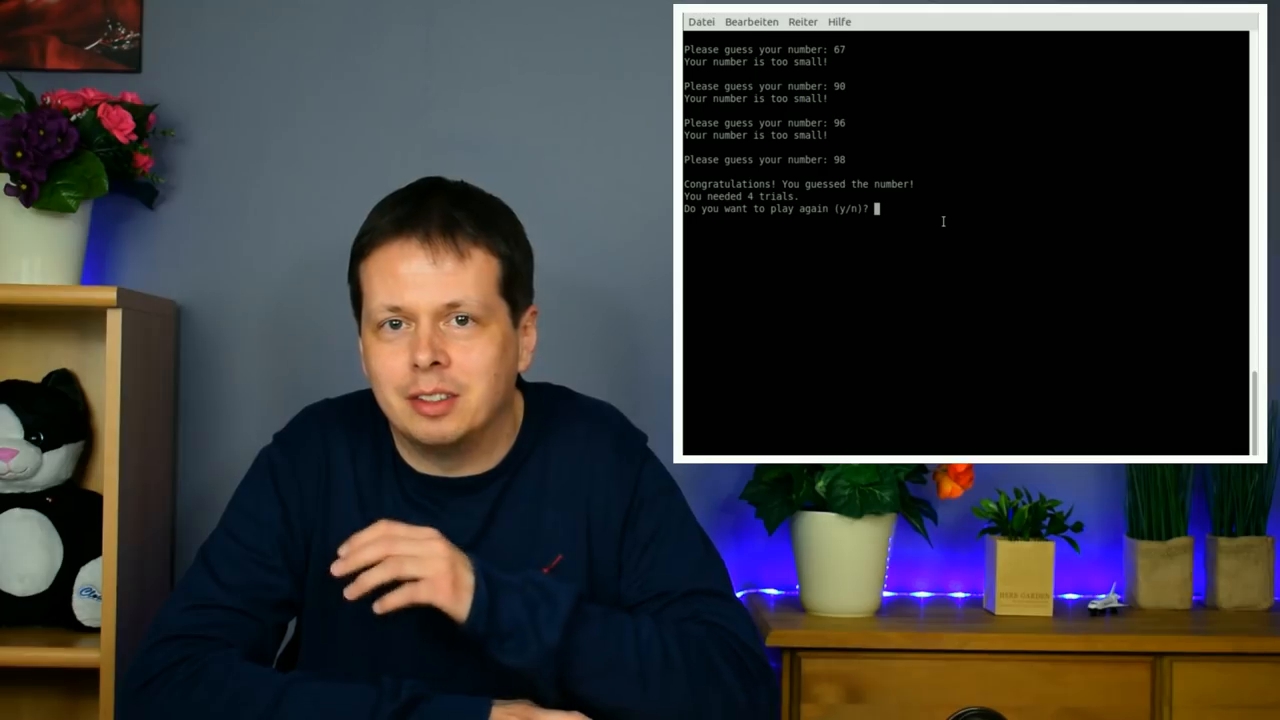 Datei Bearbeiten Reiter Hilfe
Please guess your number: 67
Your number is too small!
Please guess your number: 90
Your number is too small!
Please guess your number: 96
Your number is too small!
Please guess your number: 98
Congratulations! You guessed the number!
You needed 4 trials.
Do you want to play again (y/n)?
HERB GARDEN